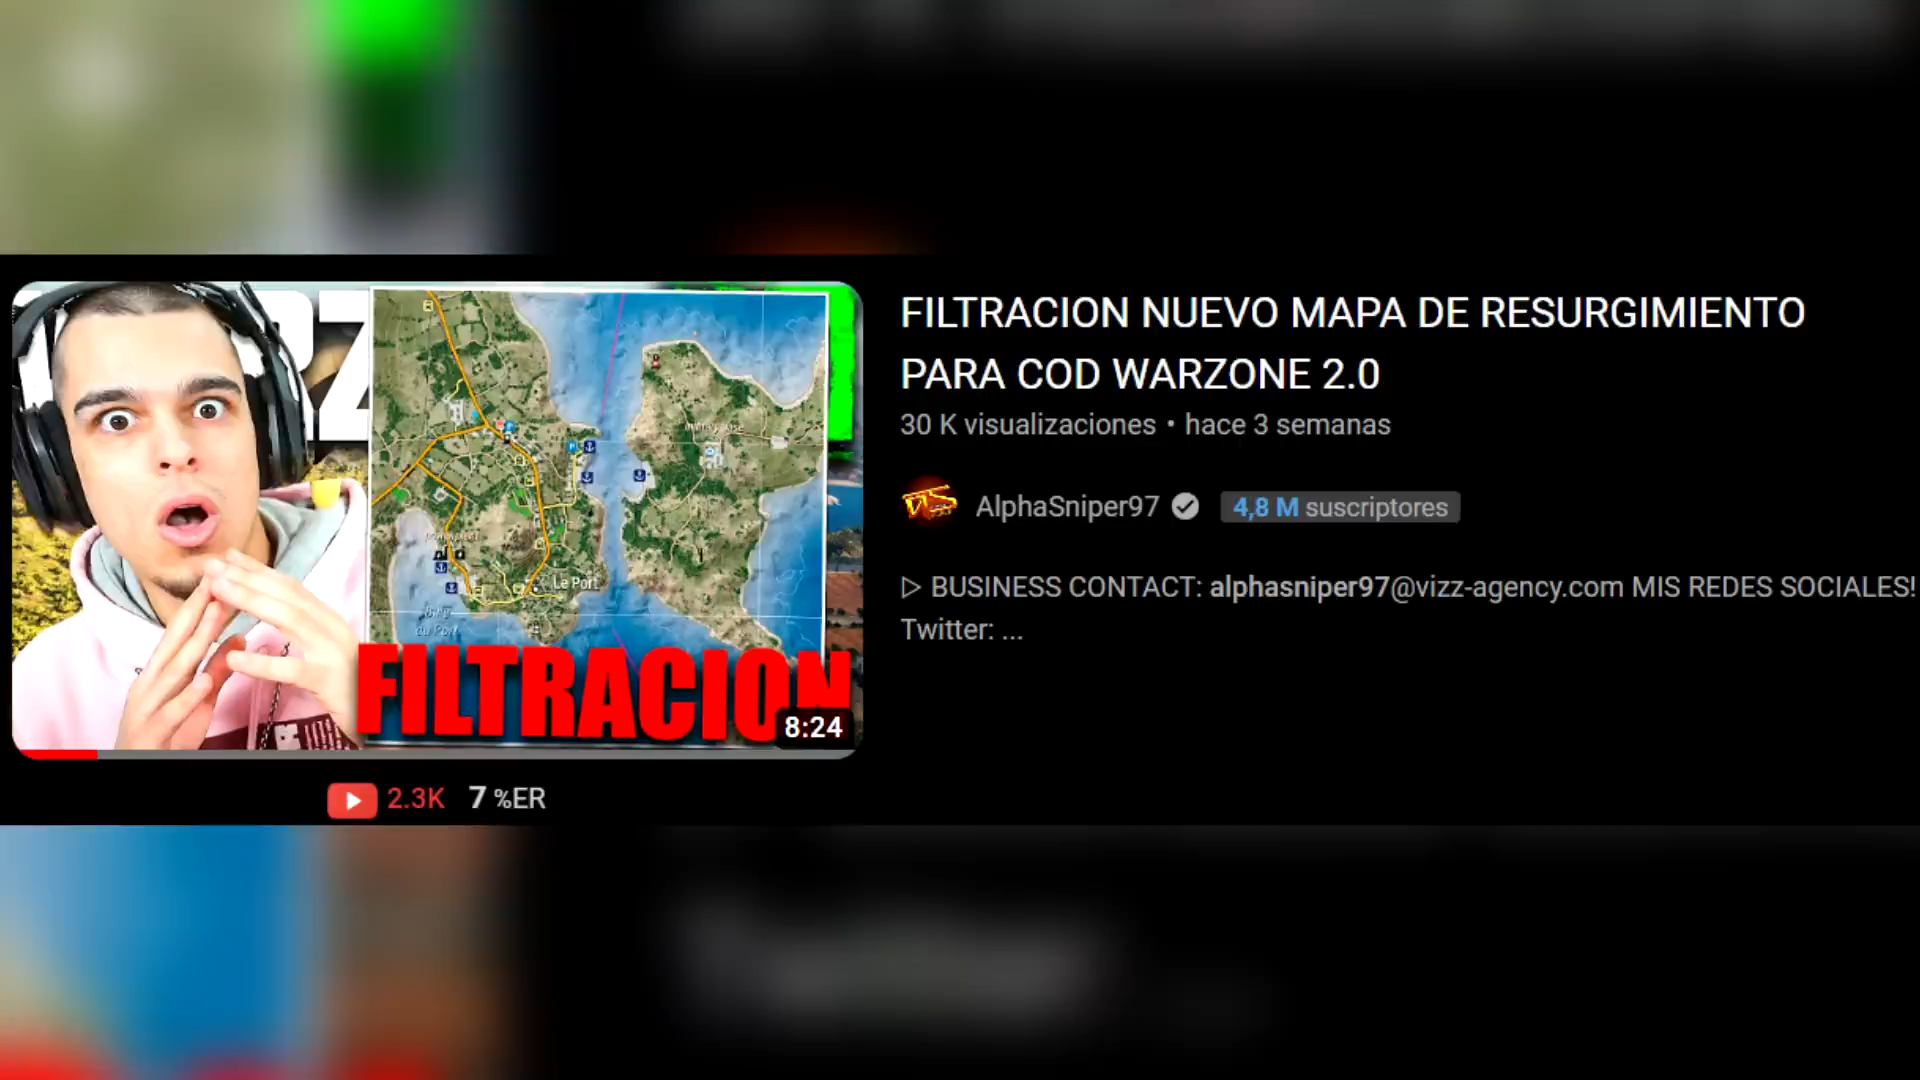 FILTRACION NUEVO MAPA DE RESURGIMIENTO
PARA COD WARZONE 2.0
30 K visualizaciones • hace 3 semanas
AlphaSniper97
4,8 M suscriptores
▷ BUSINESS CONTACT: alphasniper97@vizz-agency.com MIS REDES SOCIALES!
Twitter: ...
Le Port
FILTRACION
8:24
2.3K 7 %ER